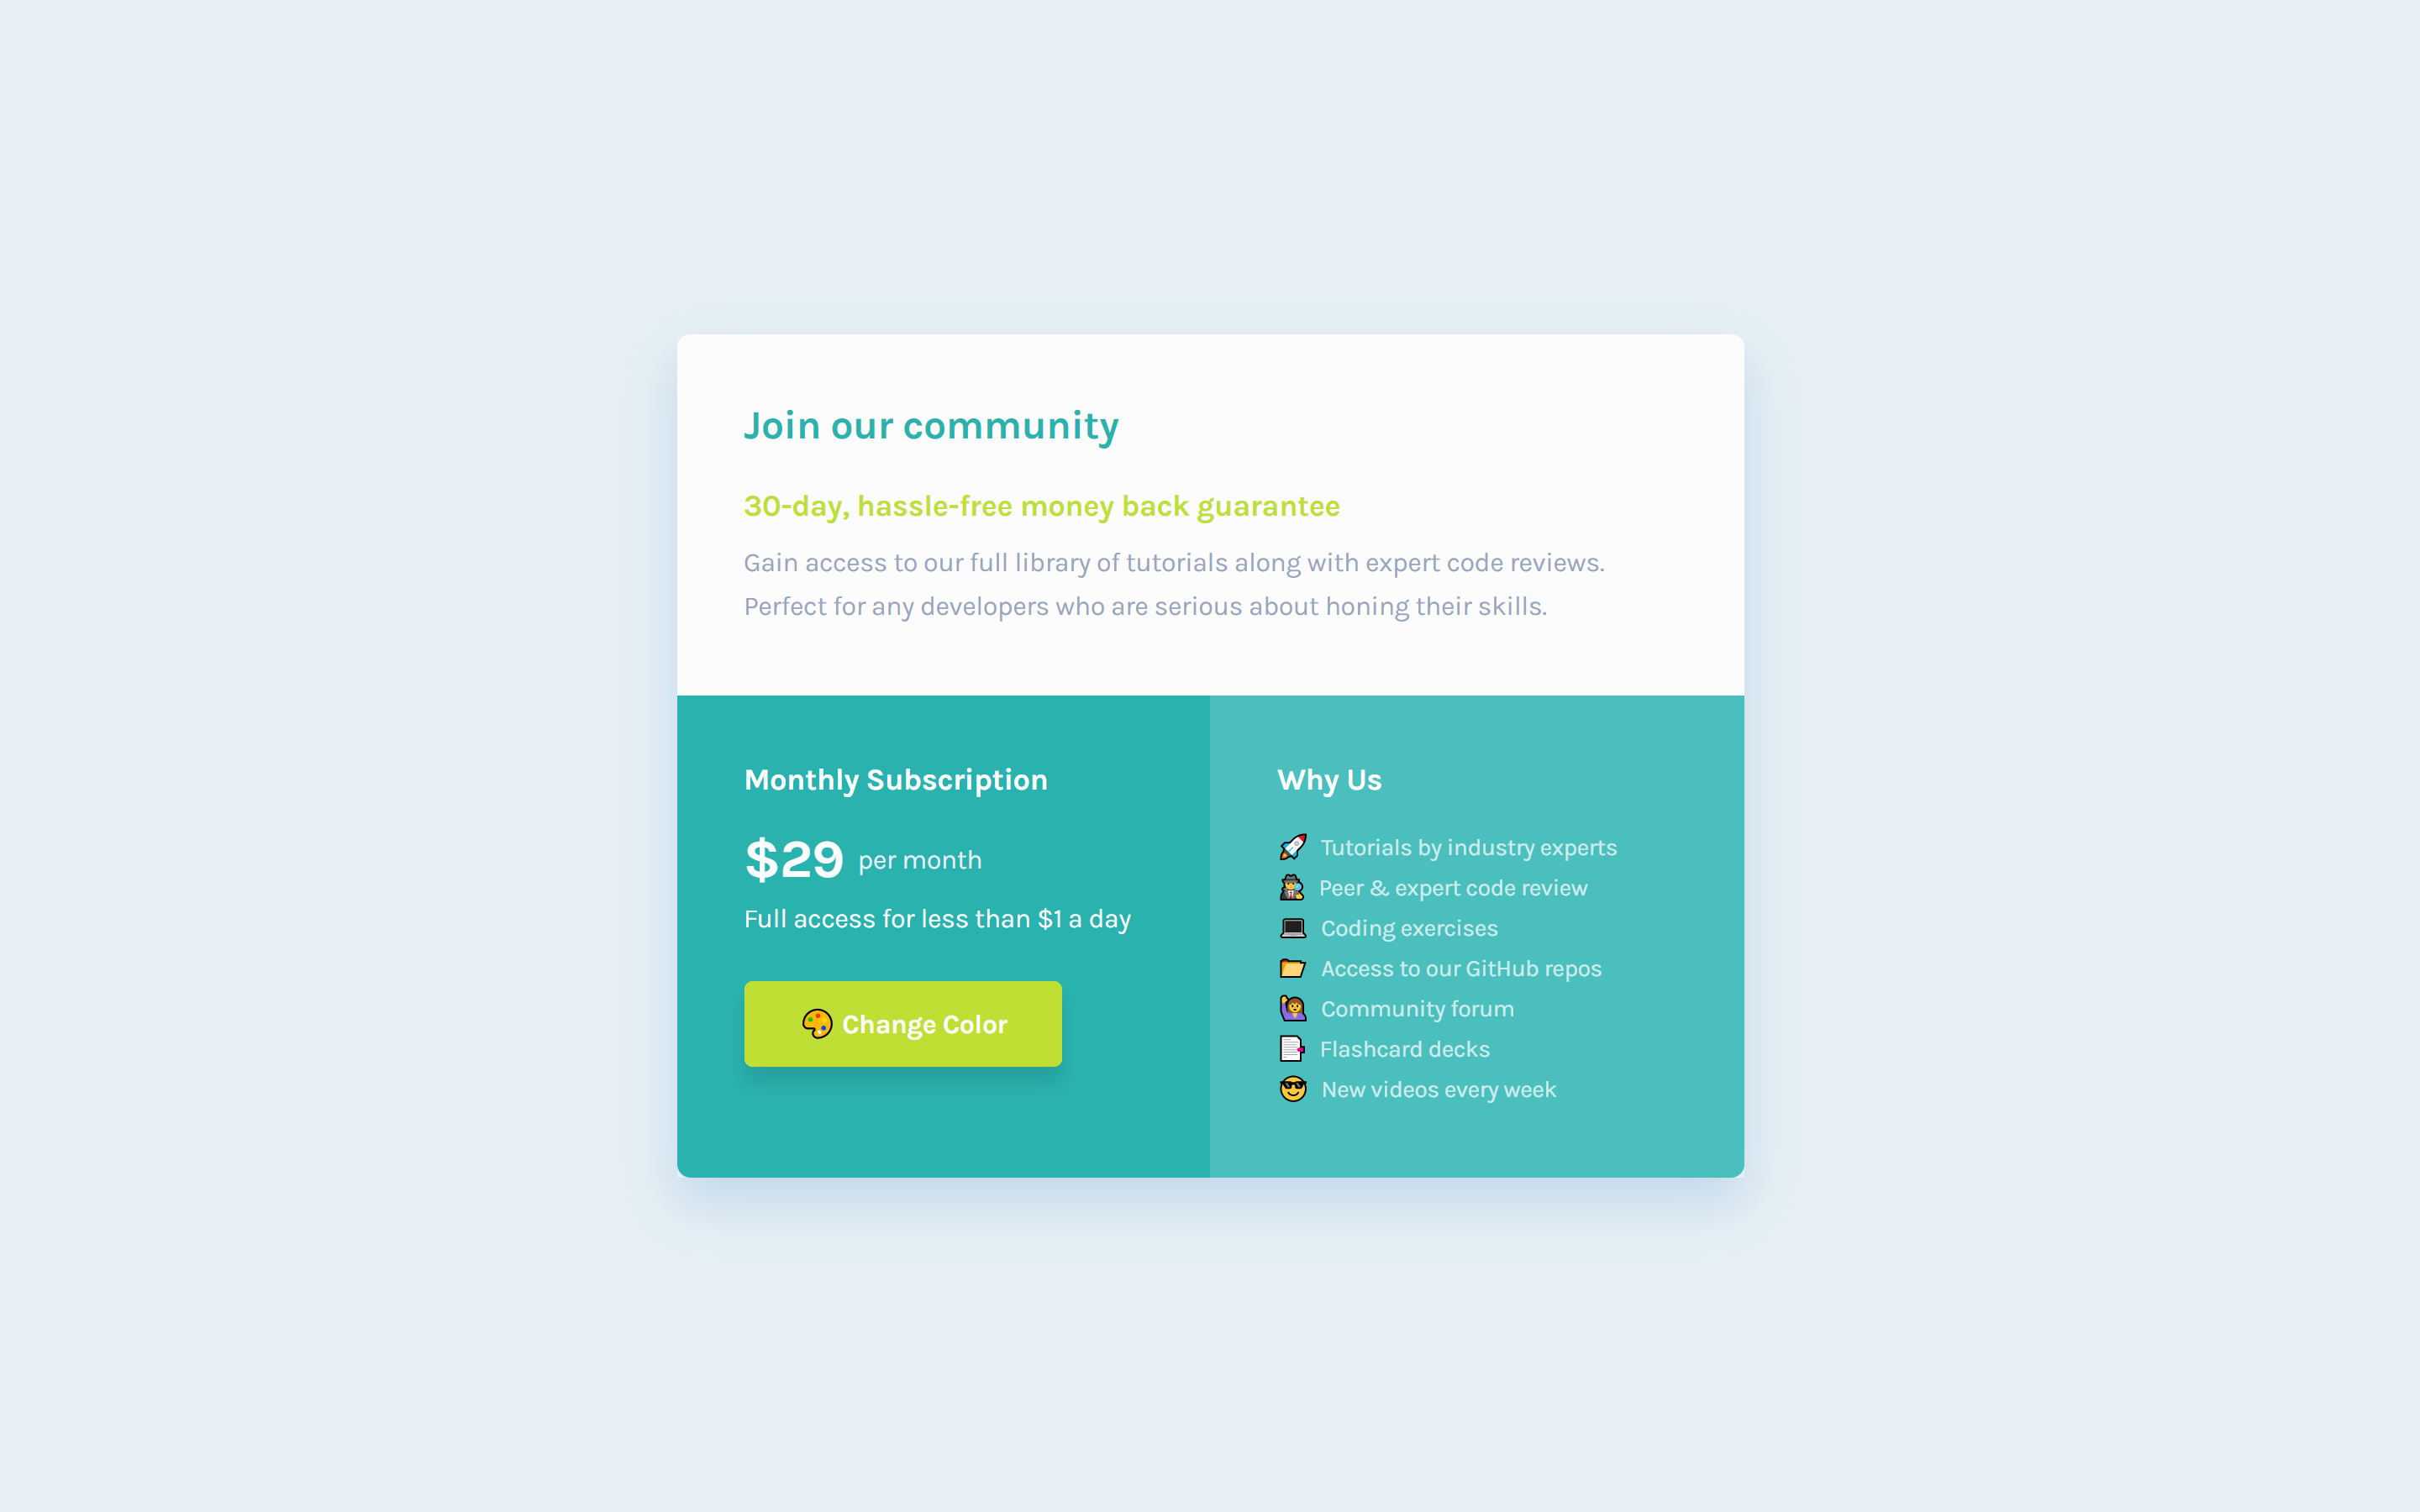 Join our community
30-day, hassle-free money back guarantee
Gain access to our full library of tutorials along with expert code reviews.
Perfect for any developers who are serious about honing their skills.
Monthly Subscription
$29 per month
Full access for less than $1 a day
🎨 Change Color
Why Us
🚀 Tutorials by industry experts
🕵️ Peer & expert code review
💻 Coding exercises
📂 Access to our GitHub repos
🙋 Community forum
📑 Flashcard decks
😎 New videos every week